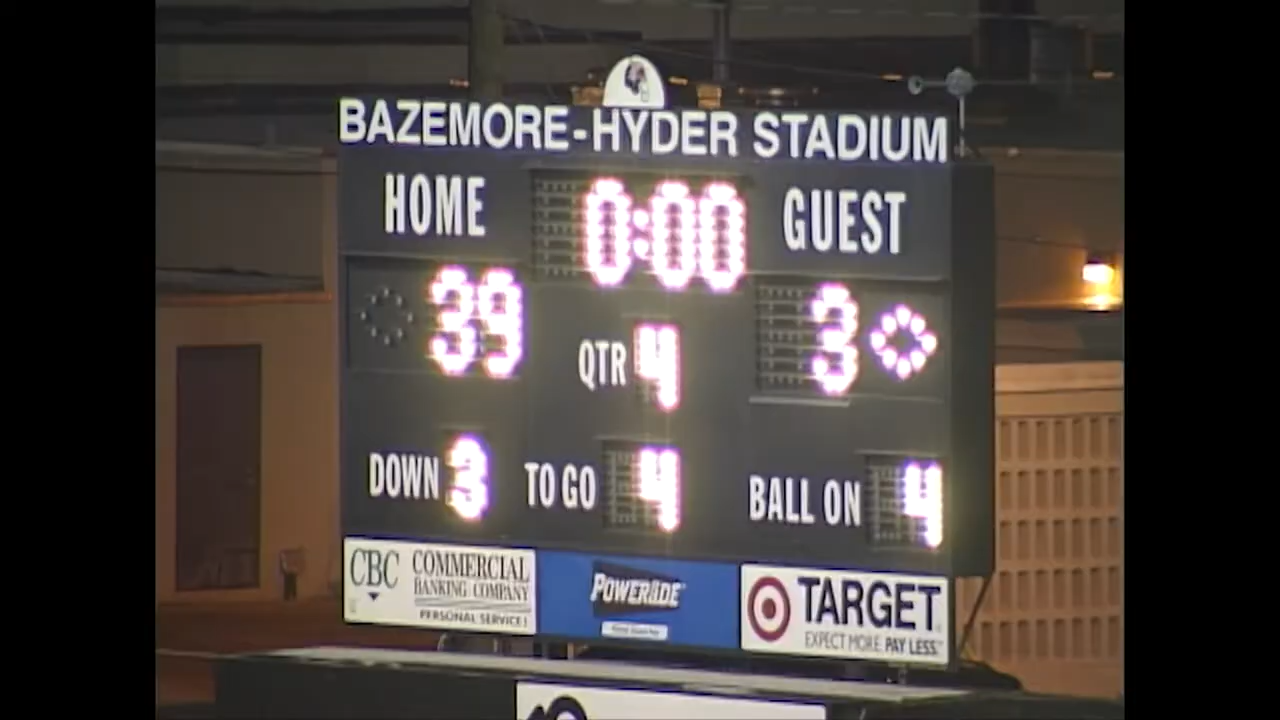 BAZEMORE-HYDER STADIUM
HOME 0:00 GUEST
39 QTR 4 3
DOWN 3 TO GO 4 BALL ON 4
CBC COMMERCIAL
BANKING COMPANY
PERSONAL SERVICE!
POWERADE
TARGET
EXPECT MORE. PAY LESS.